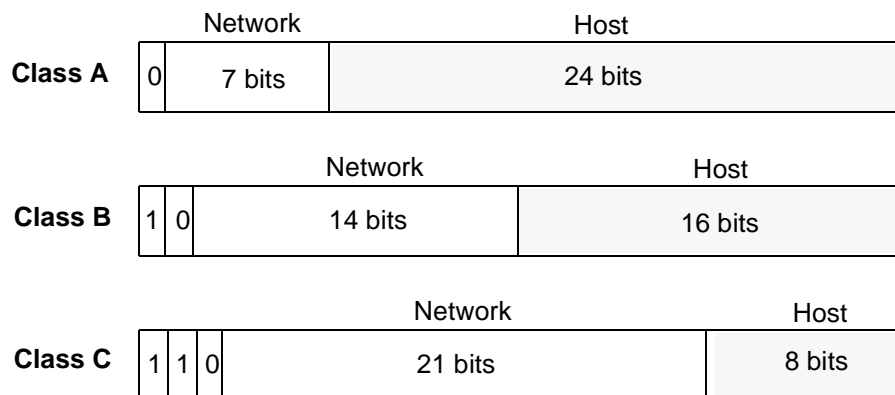 Network Host
Class A 0 7 bits 24 bits
Network Host
Class B 1 0 14 bits 16 bits
Network Host
Class C 1 1 0 21 bits 8 bits